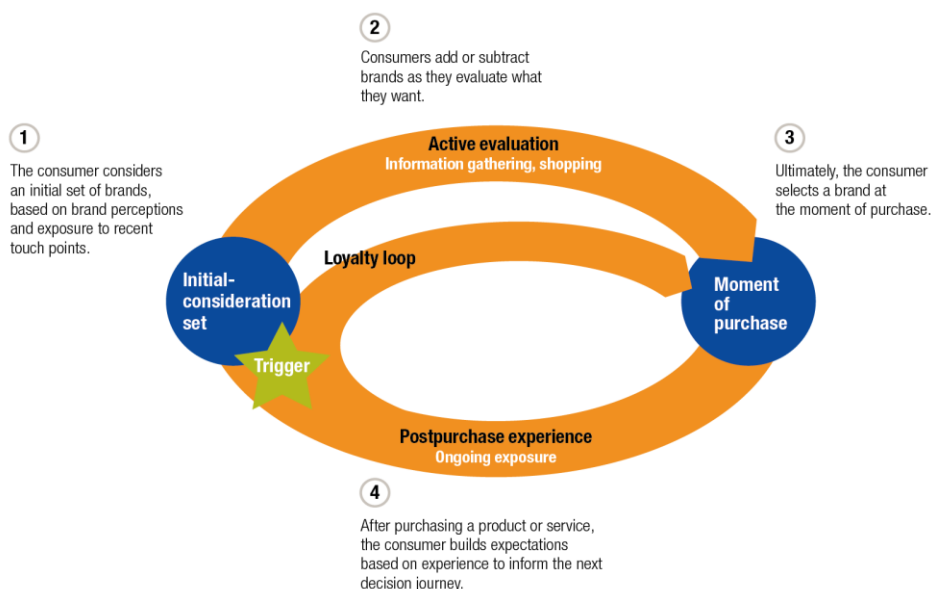 1
The consumer considers
an initial set of brands,
based on brand perceptions
and exposure to recent
touch points.
2
Consumers add or subtract
brands as they evaluate what
they want.
3
Ultimately, the consumer
selects a brand at
the moment of purchase.
Active evaluation
Information gathering, shopping
Loyalty loop
Initial-
consideration
set
Trigger
Moment
of
purchase
Postpurchase experience
Ongoing exposure
4
After purchasing a product or service,
the consumer builds expectations
based on experience to inform the next
decision journey.